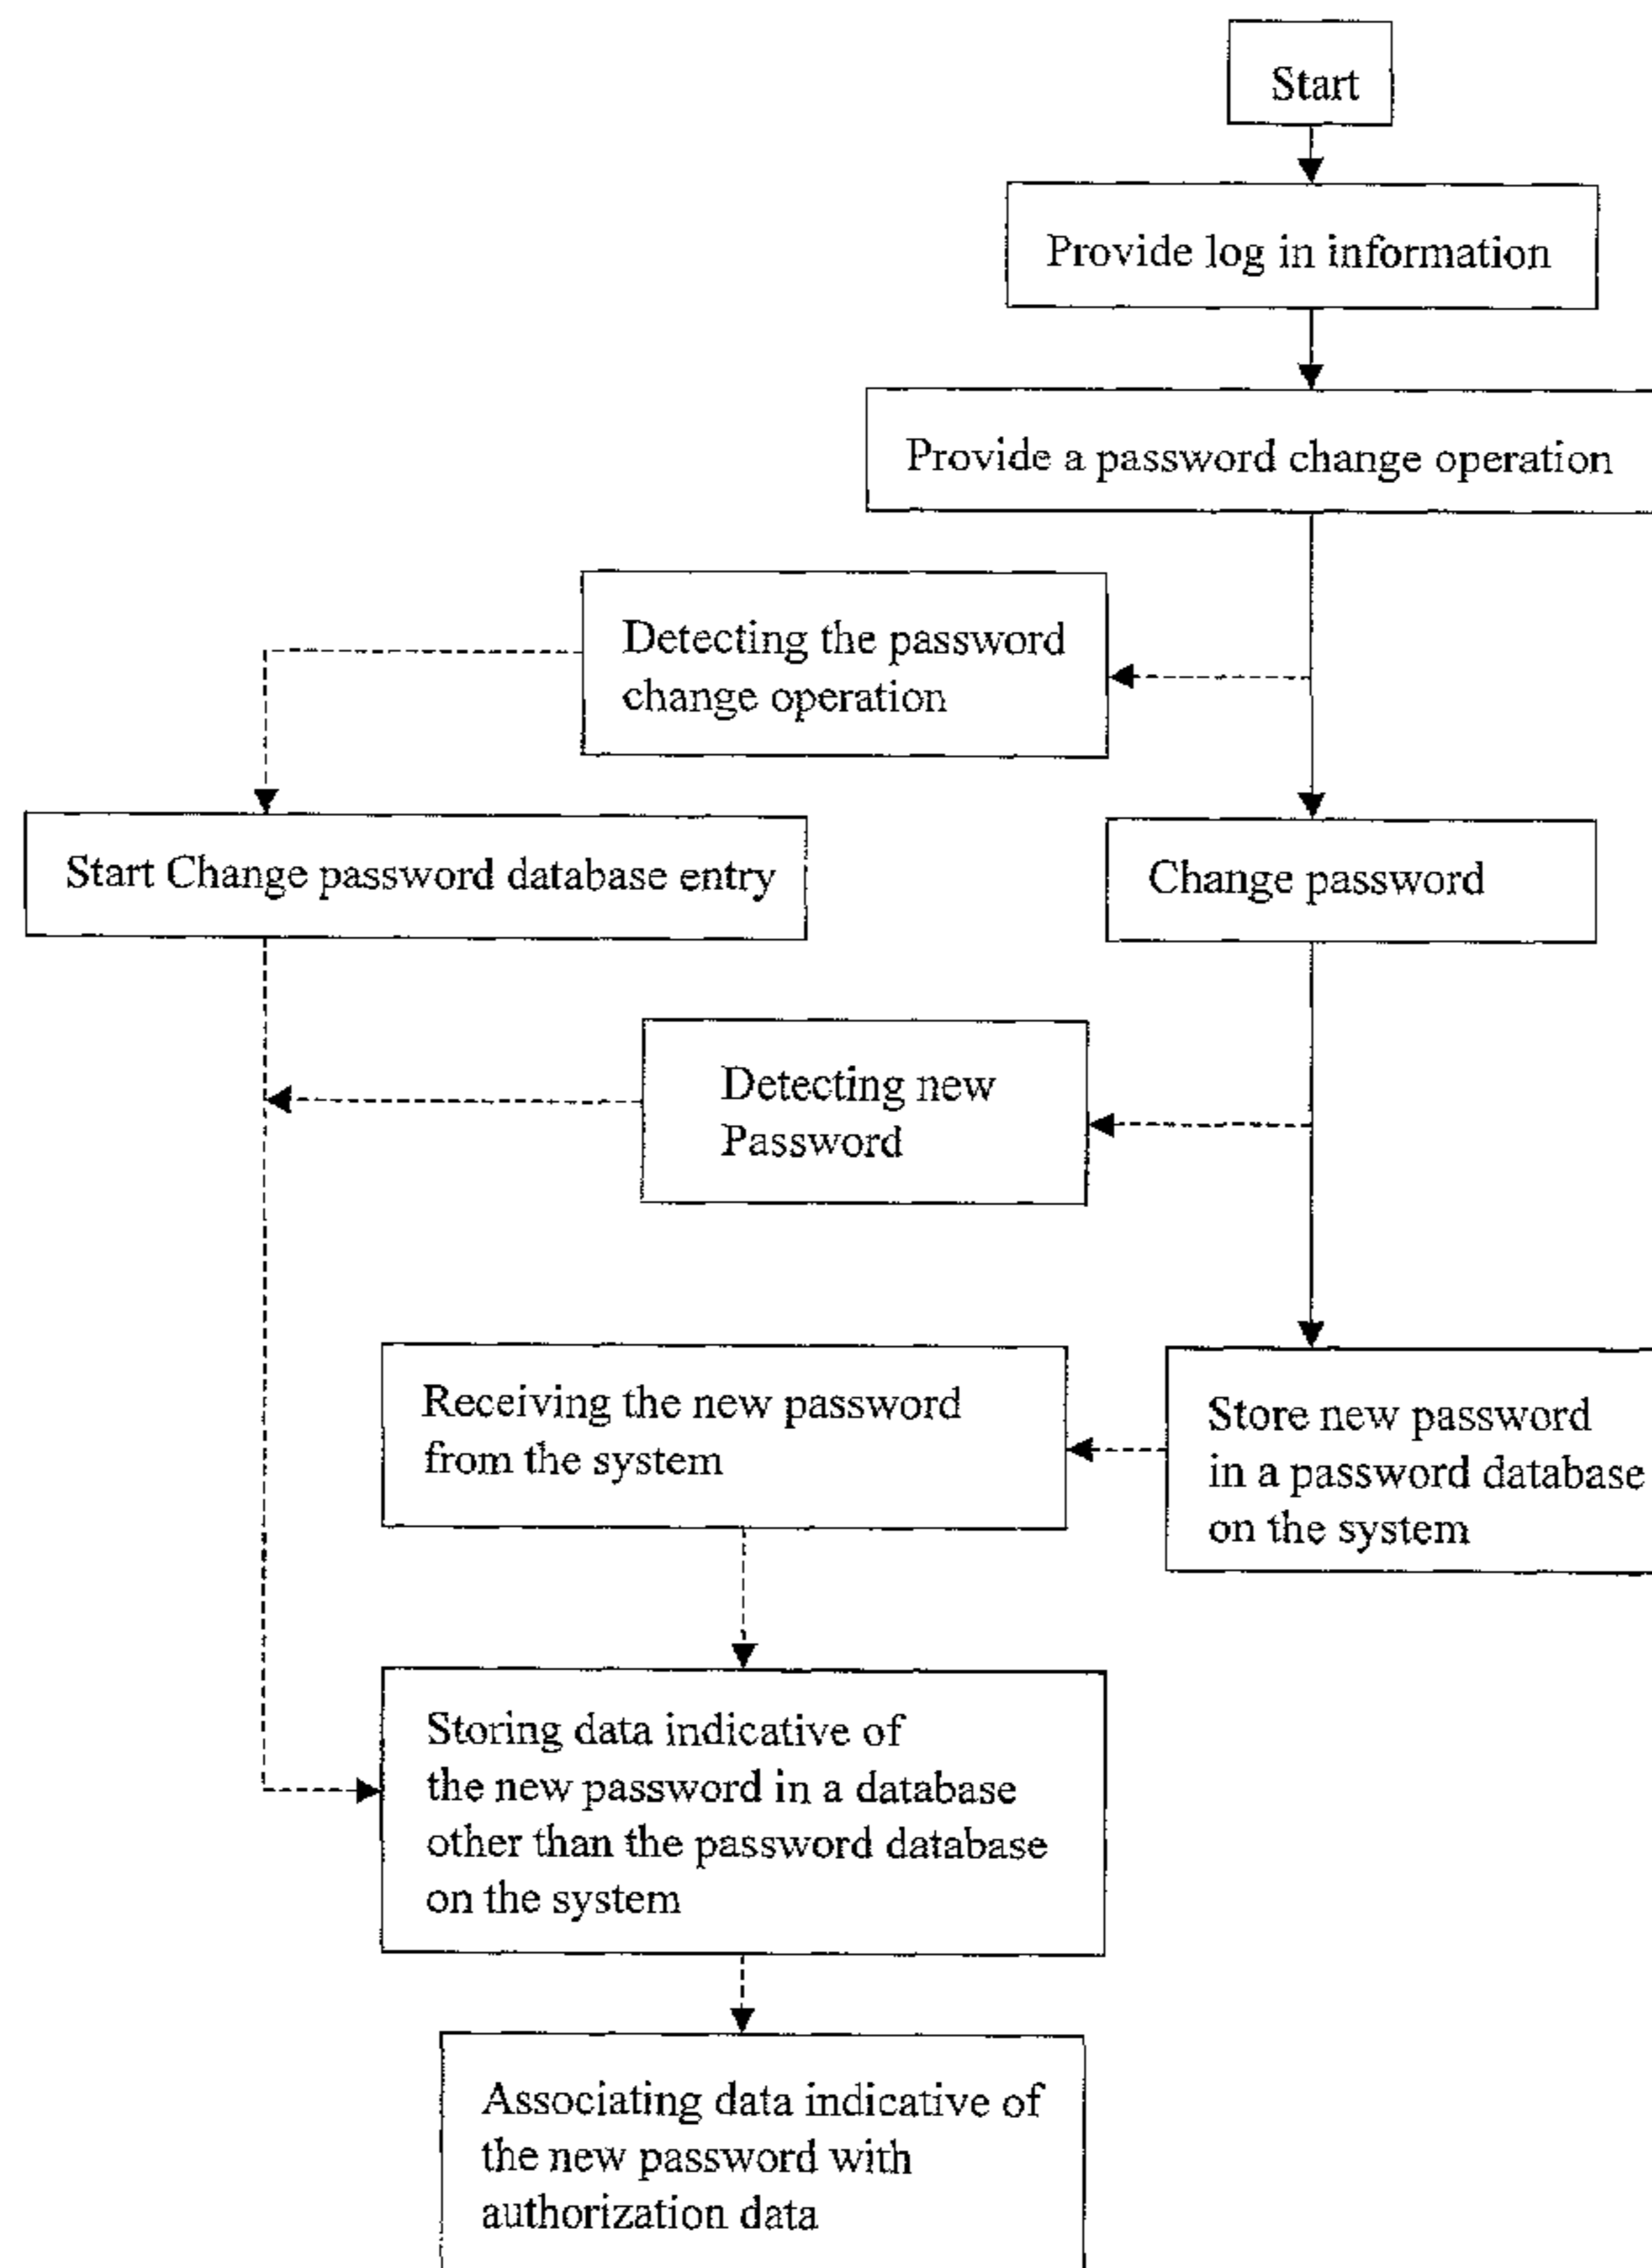 Start
Provide log in information
Provide a password change operation
Detecting the password
change operation
Start Change password database entry
Change password
Detecting new
Password
Receiving the new password
from the system
Store new password
in a password database
on the system
Storing data indicative of
the new password in a database
other than the password database
on the system
Associating data indicative of
the new password with
authorization data